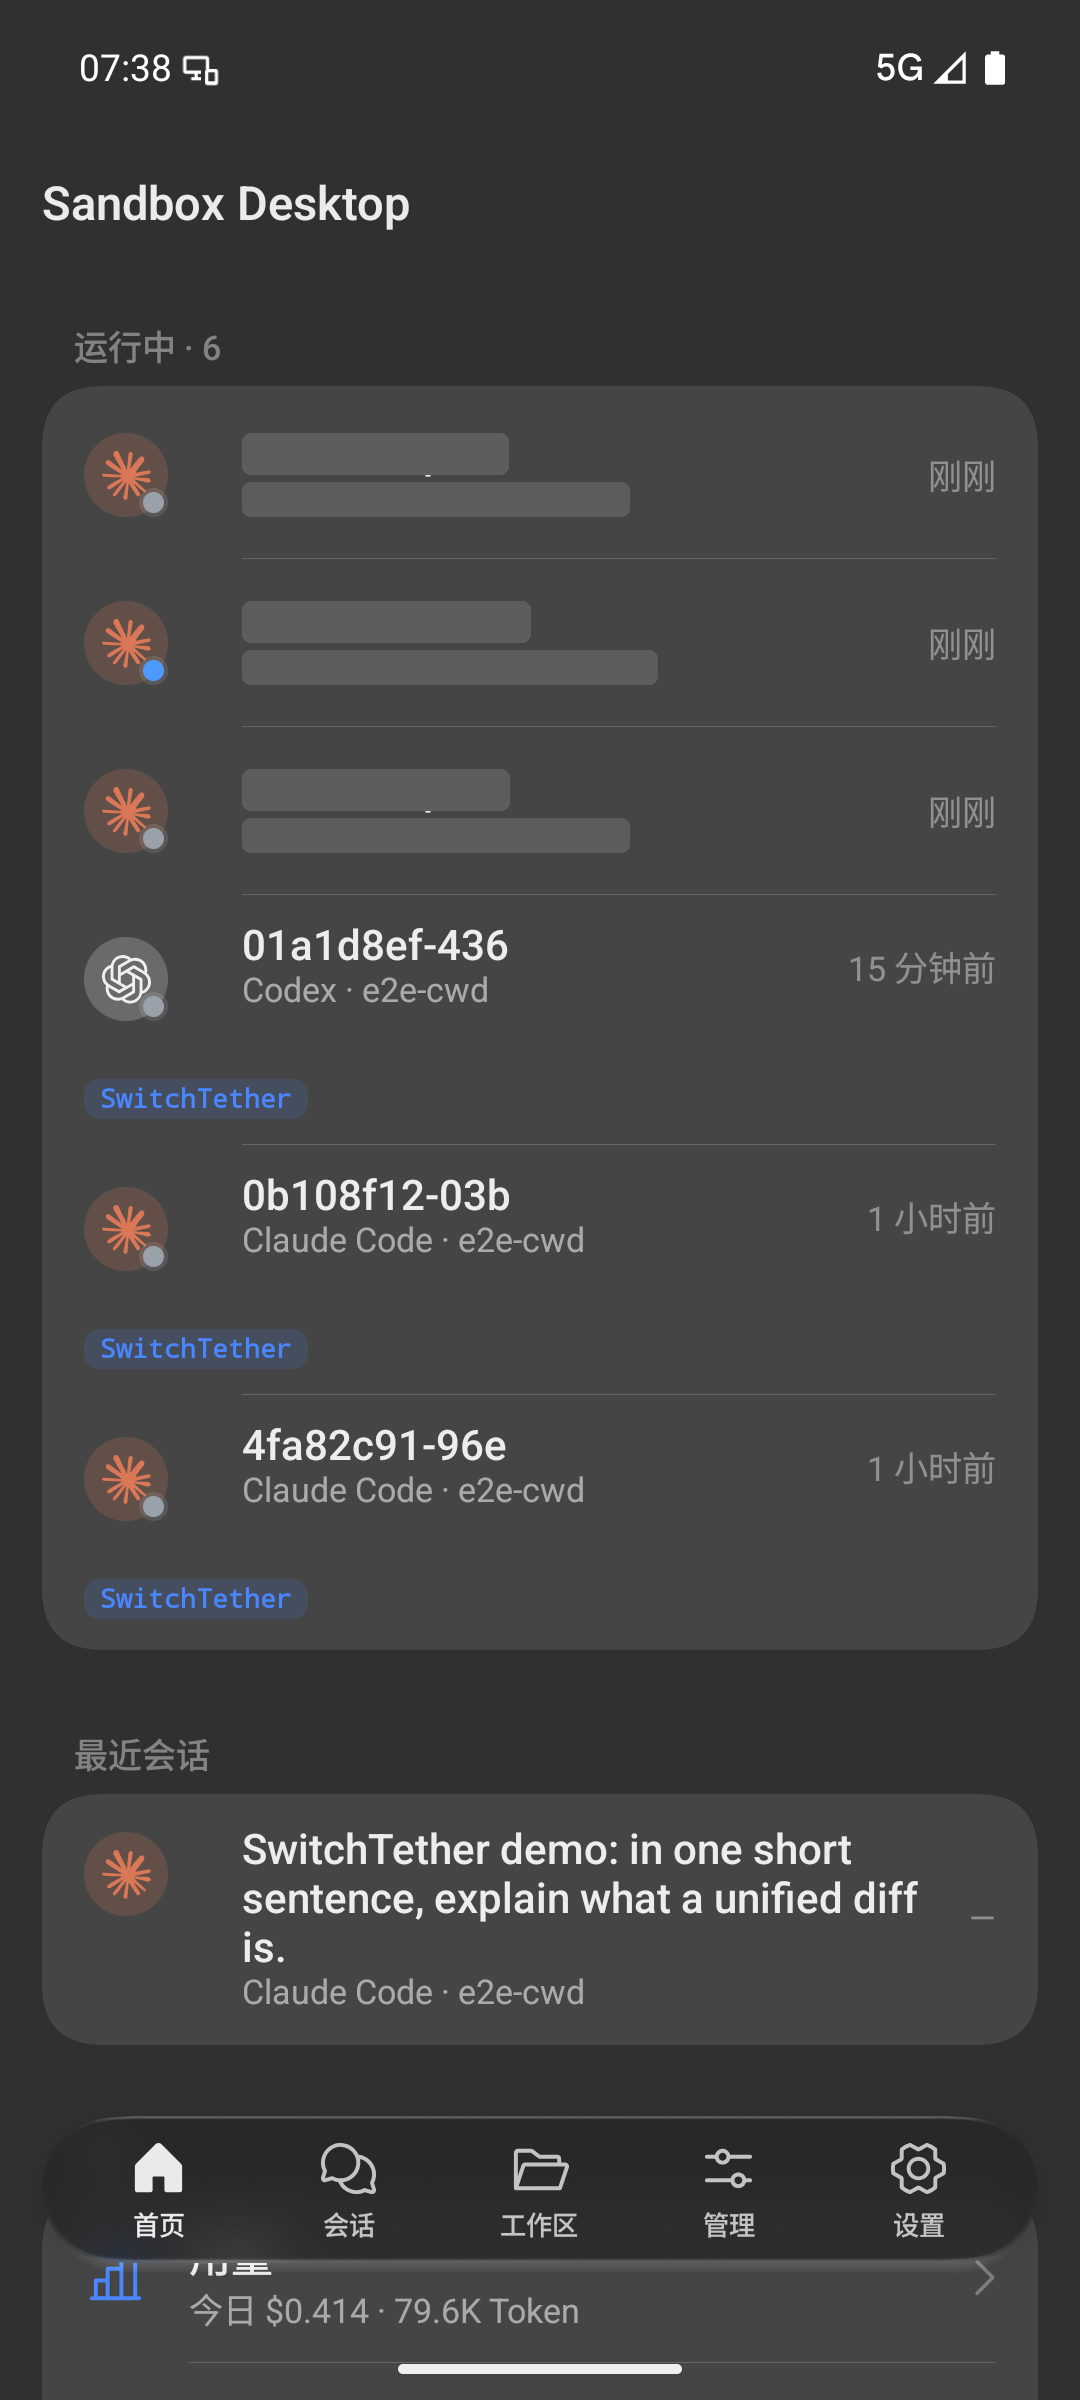 07:38
5G
Sandbox Desktop
运行中 · 6
刚刚
刚刚
刚刚
01a1d8ef-436
Codex · e2e-cwd
15 分钟前
SwitchTether
0b108f12-03b
Claude Code · e2e-cwd
1 小时前
SwitchTether
4fa82c91-96e
Claude Code · e2e-cwd
1 小时前
SwitchTether
最近会话
SwitchTether demo: in one short
sentence, explain what a unified diff
is.
Claude Code · e2e-cwd
首页
会话
工作区
管理
设置
用量
今日 $0.414 · 79.6K Token